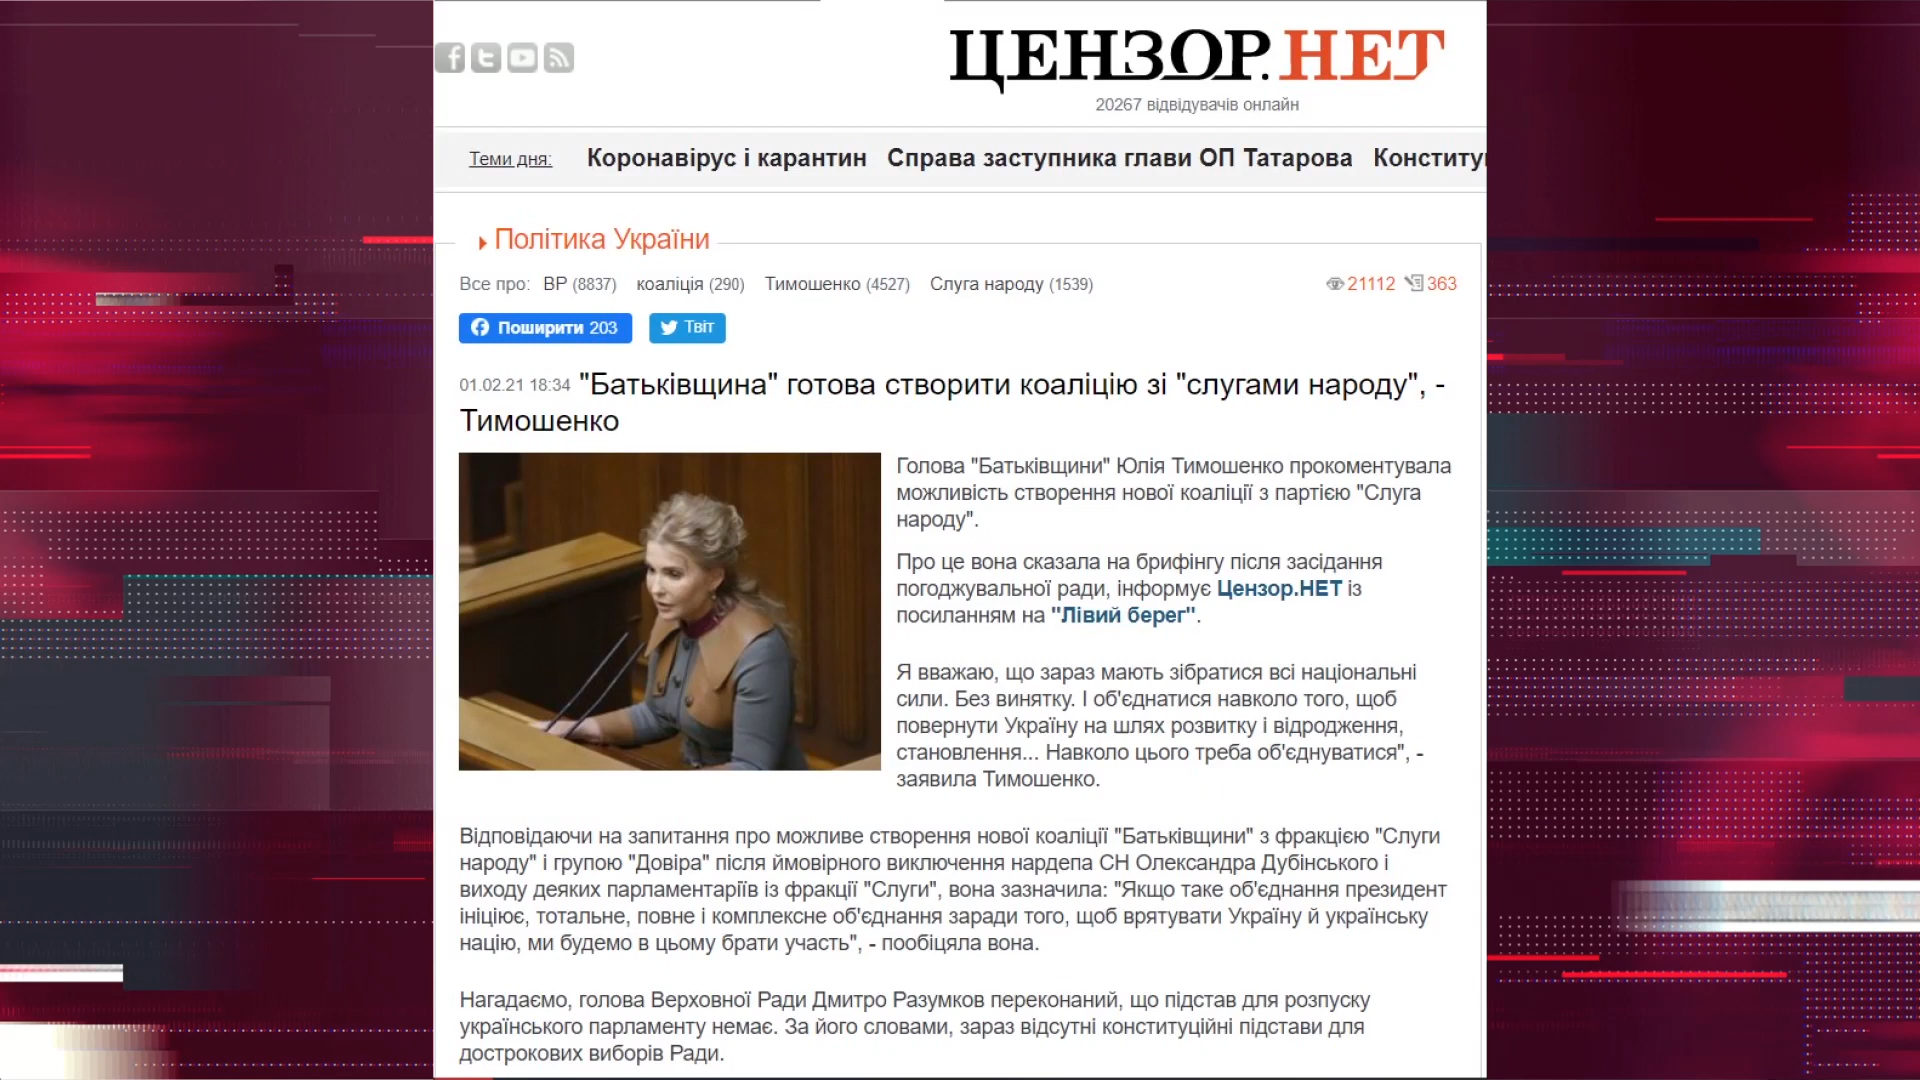 ЦЕНЗОР.НЕТ
20267 відвідувачів онлайн
Теми дня: Коронавірус і карантин Справа заступника глави ОП Татарова Конститу
Політика України
Все про: ВР (8837) коаліція (290) Тимошенко (4527) Слуга народу (1539) 21112 363
Поширити 203 Твіт
01.02.21 18:34 "Батьківщина" готова створити коаліцію зі "слугами народу", -
Тимошенко
Голова "Батьківщини" Юлія Тимошенко прокоментувала
можливість створення нової коаліції з партією "Слуга
народу".
Про це вона сказала на брифінгу після засідання
погоджувальної ради, інформує Цензор.НЕТ із
посиланням на "Лівий берег".
Я вважаю, що зараз мають зібратися всі національні
сили. Без винятку. І об'єднатися навколо того, щоб
повернути Україну на шлях розвитку і відродження,
становлення... Навколо цього треба об'єднуватися", -
заявила Тимошенко.
Відповідаючи на запитання про можливе створення нової коаліції "Батьківщини" з фракцією "Слуги
народу" і групою "Довіра" після ймовірного виключення нардепа СН Олександра Дубінського і
виходу деяких парламентаріїв із фракції "Слуги", вона зазначила: "Якщо таке об'єднання президент
ініціює, тотальне, повне і комплексне об'єднання заради того, щоб врятувати Україну й українську
націю, ми будемо в цьому брати участь", - пообіцяла вона.
Нагадаємо, голова Верховної Ради Дмитро Разумков переконаний, що підстав для розпуску
українського парламенту немає. За його словами, зараз відсутні конституційні підстави для
дострокових виборів Ради.